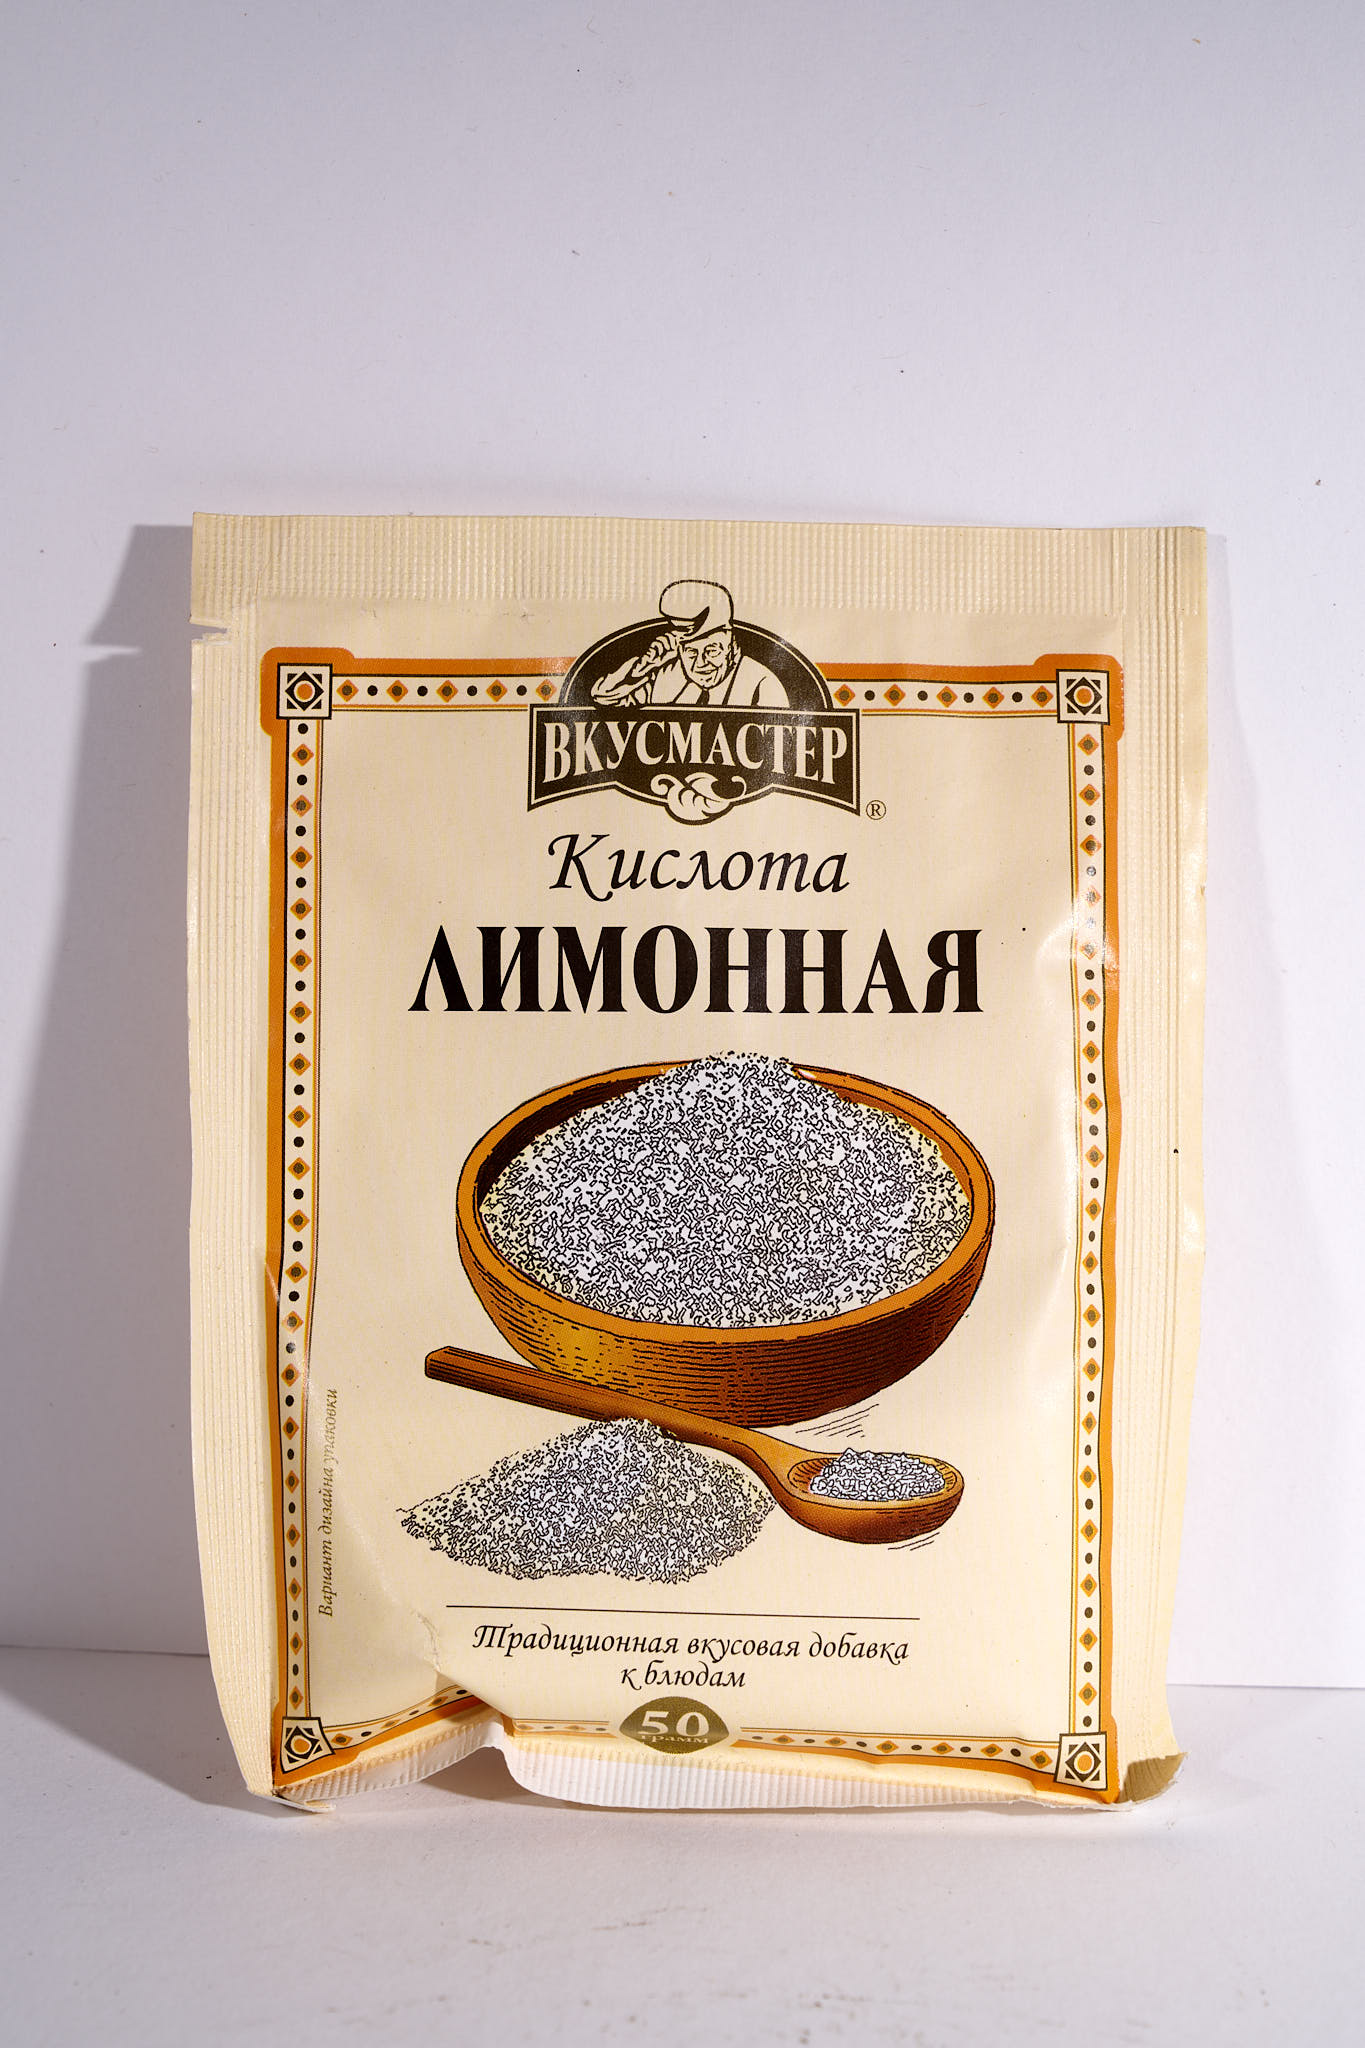 ВКУСМАСТЕР
®
Кислота
ЛИМОННАЯ
Вариант дизайна упаковки
Традиционная вкусовая добавка
к блюдам
50
грамм